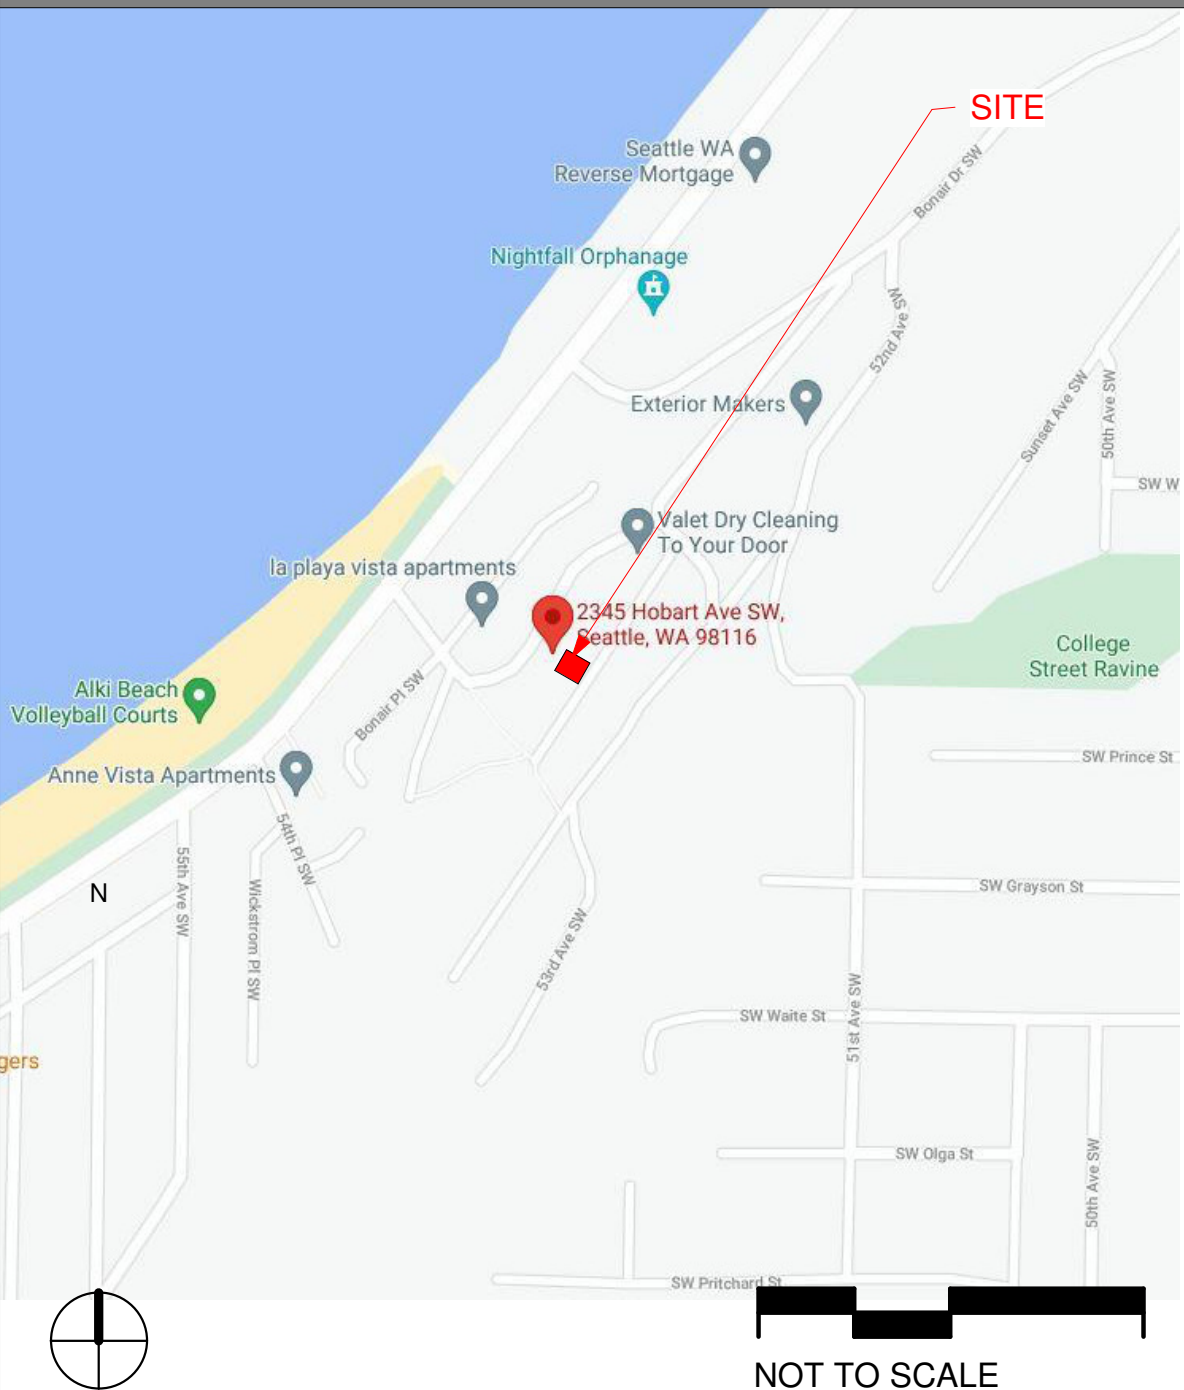 SITE
Seattle WA
Reverse Mortgage
Bonair Dr SW
Nightfall Orphanage
52nd Ave SW
Exterior Makers
Sunset Ave SW
50th Ave SW
SW W
Valet Dry Cleaning
To Your Door
la playa vista apartments
2345 Hobart Ave SW,
Seattle, WA 98116
College
Street Ravine
Alki Beach
Volleyball Courts
Bonair Pl SW
Anne Vista Apartments
SW Prince St
54th Pl SW
55th Ave SW
N
Wickstrom Pl SW
SW Grayson St
53rd Ave SW
SW Waite St
51st Ave SW
gers
SW Olga St
50th Ave SW
SW Pritchard St
NOT TO SCALE